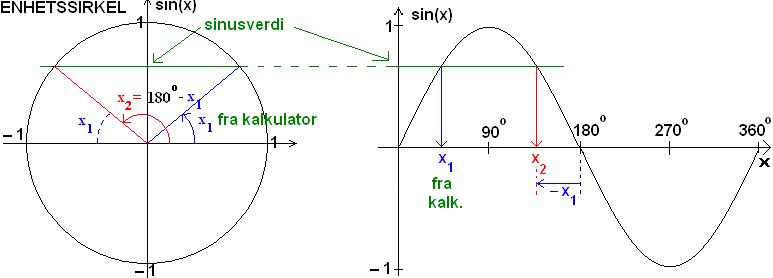 ENHETSSIRKEL
sin(x)
1
sinusverdi
x₂ = 180° - x₁
x₁
x₁ fra kalkulator
-1
1
-1
sin(x)
1
90°
180°
270°
360°
x₁
x₂
x
fra
kalk.
-x₁
-1